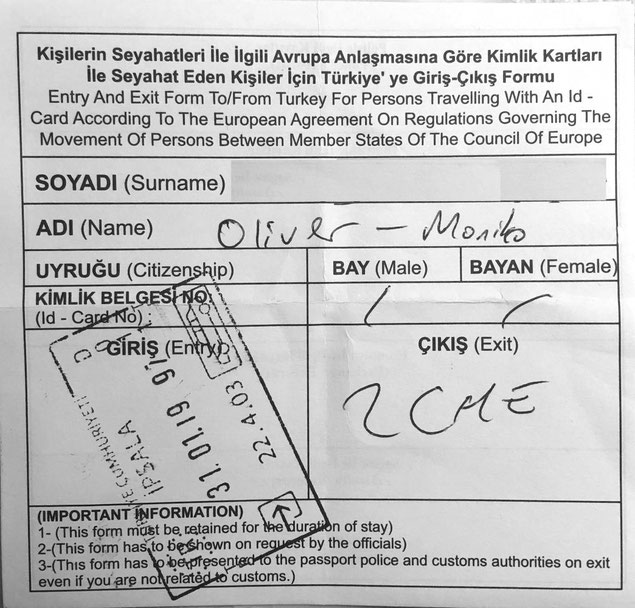 Kişilerin Seyahatleri İle İlgili Avrupa Anlaşmasına Göre Kimlik Kartları
İle Seyahat Eden Kişiler İçin Türkiye' ye Giriş-Çıkış Formu
Entry And Exit Form To/From Turkey For Persons Travelling With An Id -
Card According To The European Agreement On Regulations Governing The
Movement Of Persons Between Member States Of The Council Of Europe
SOYADI (Surname)
ADI (Name) Oliver - Moniko
UYRUĞU (Citizenship) BAY (Male) BAYAN (Female)
KİMLİK BELGESİ NO:
(Id - Card No) :
GİRİŞ (Entry) ÇIKIŞ (Exit)
CUMHURİYETİ
İPSALA
31.01.19 97
22.4.03
(IMPORTANT INFORMATION)
1- (This form must be retained for the duration of stay)
2-(This form has to be shown on request by the officials)
3-(This form has to be presented to the passport police and customs authorities on exit
even if you are not related to customs.)